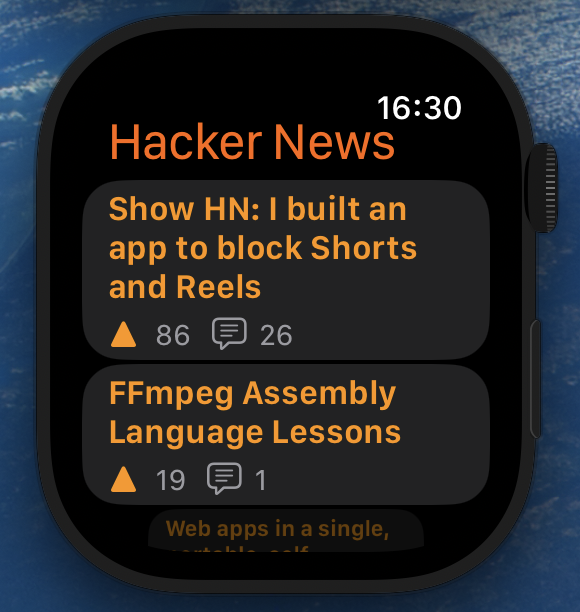 16:30
Hacker News
Show HN: I built an
app to block Shorts
and Reels
86 26
FFmpeg Assembly
Language Lessons
19 1
Web apps in a single,